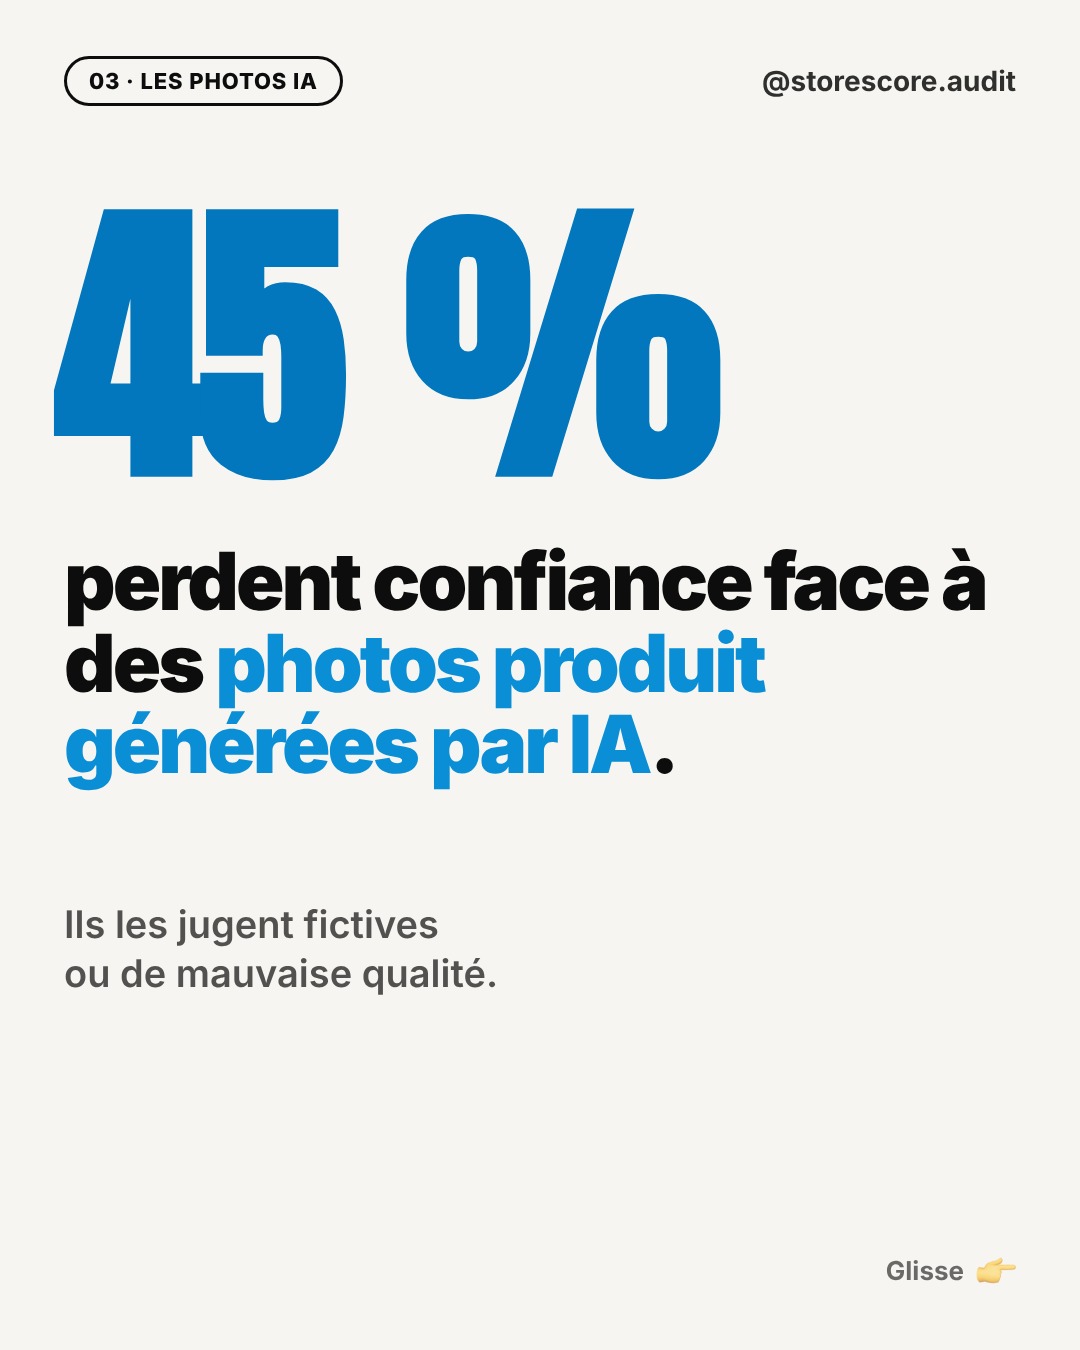 03 · LES PHOTOS IA
@storescore.audit
45 %
perdent confiance face à
des photos produit
générées par IA.
Ils les jugent fictives
ou de mauvaise qualité.
Glisse 👉